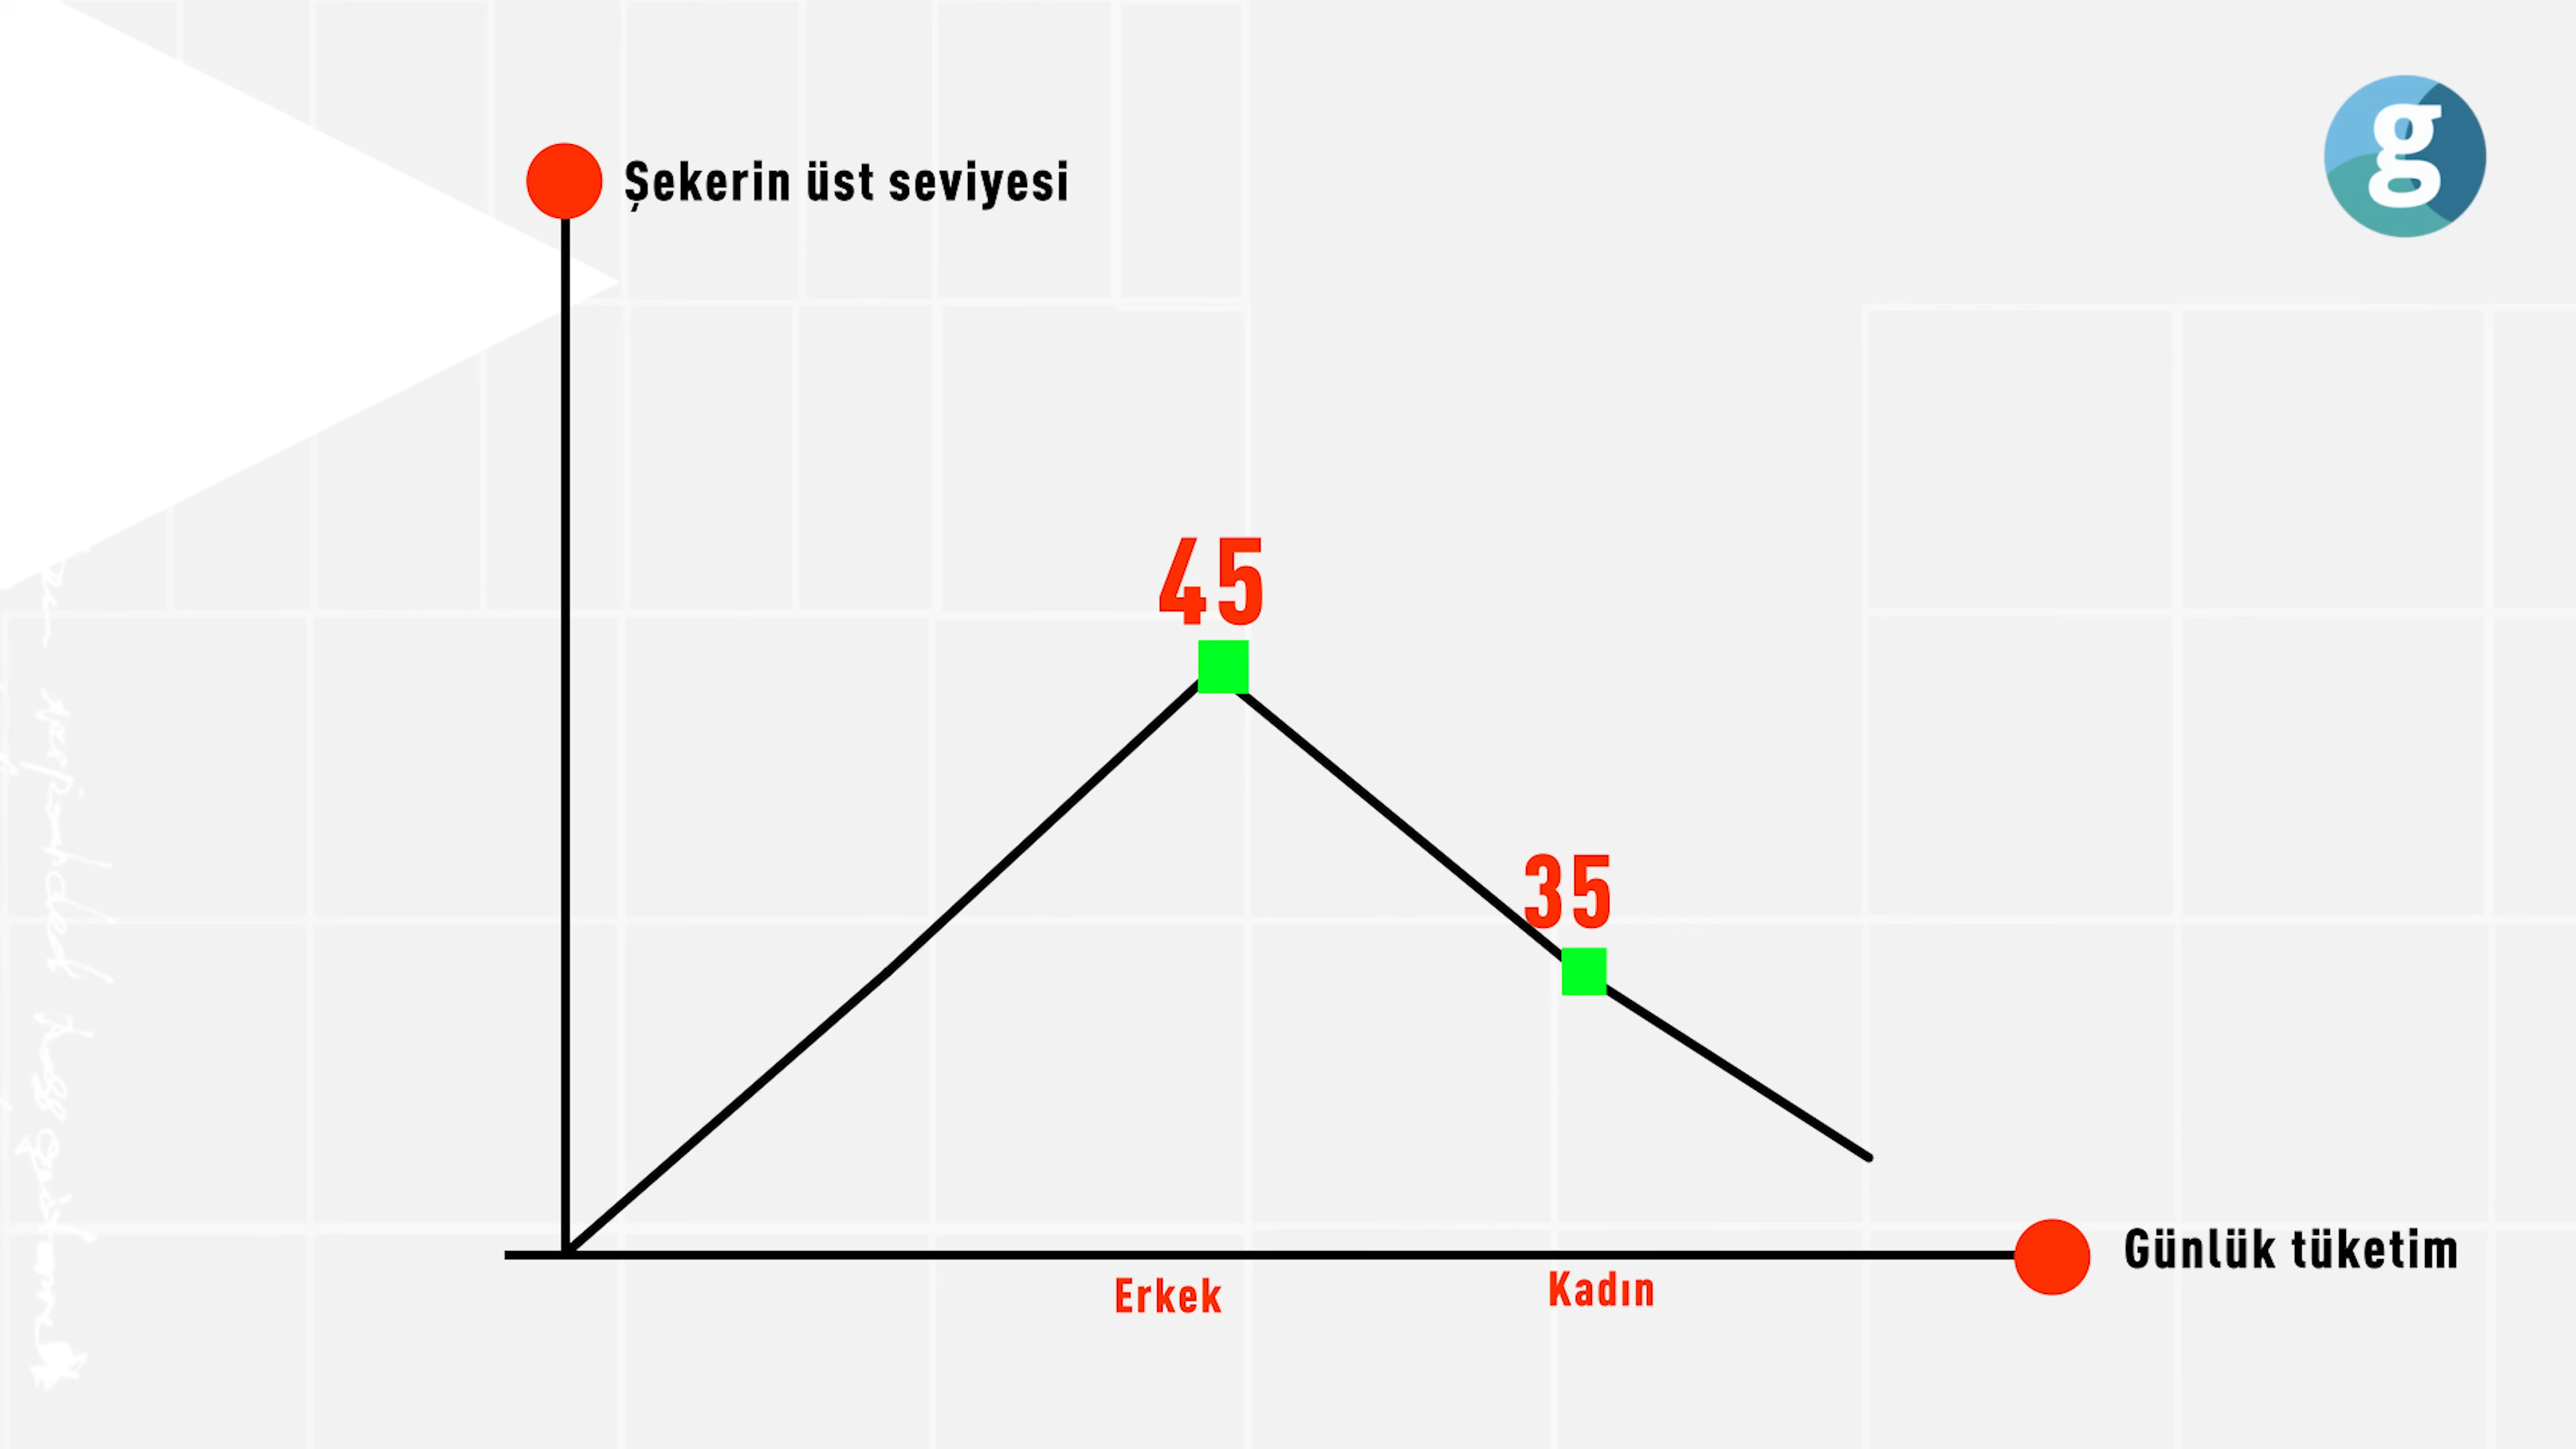 g
Şekerin üst seviyesi
45
35
Günlük tüketim
Erkek
Kadın